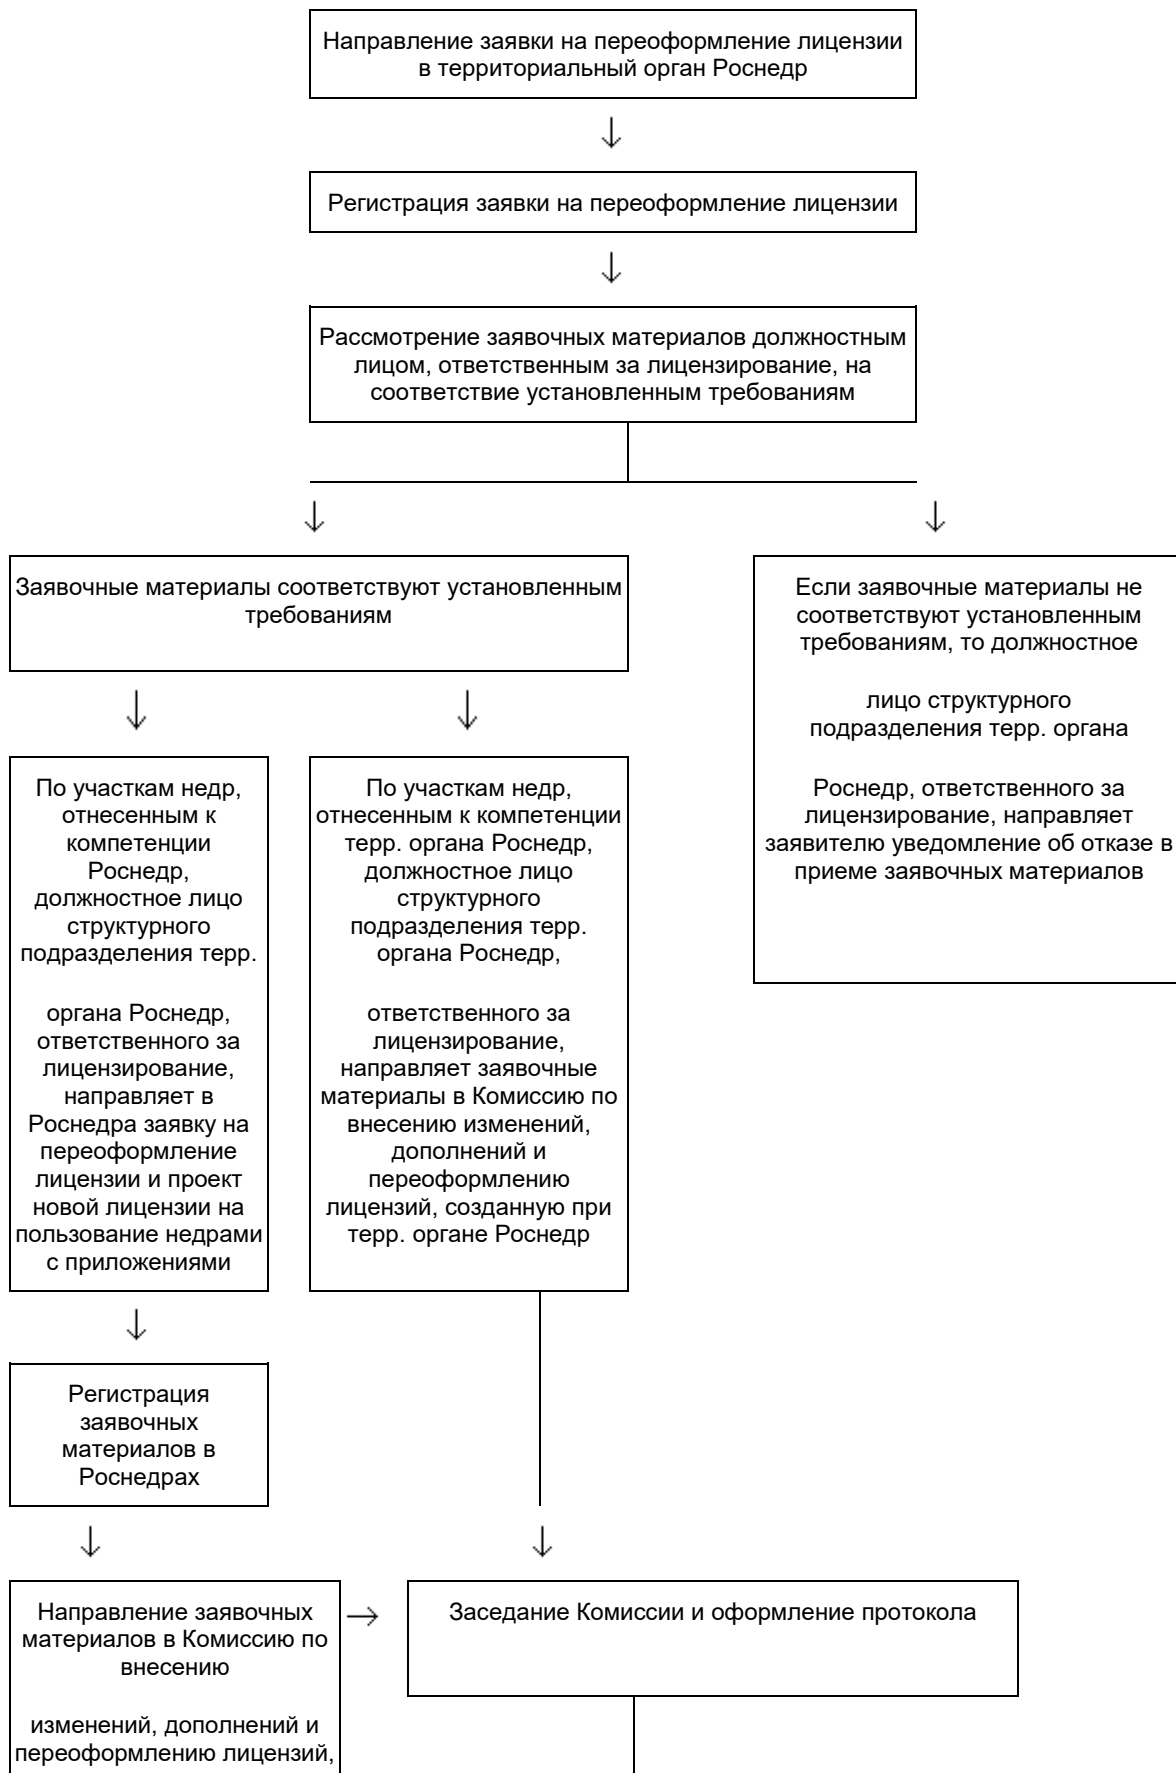 Направление заявки на переоформление лицензии
в территориальный орган Роснедр
↓
Регистрация заявки на переоформление лицензии
↓
Рассмотрение заявочных материалов должностным
лицом, ответственным за лицензирование, на
соответствие установленным требованиям
↓
↓
Заявочные материалы соответствуют установленным
требованиям
Если заявочные материалы не
соответствуют установленным
требованиям, то должностное
лицо структурного
подразделения терр. органа
Роснедр, ответственного за
лицензирование, направляет
заявителю уведомление об отказе в
приеме заявочных материалов
↓
↓
По участкам недр,
отнесенным к
компетенции
Роснедр,
должностное лицо
структурного
подразделения терр.
органа Роснедр,
ответственного за
лицензирование,
направляет в
Роснедра заявку на
переоформление
лицензии и проект
новой лицензии на
пользование недрами
с приложениями
По участкам недр,
отнесенным к компетенции
терр. органа Роснедр,
должностное лицо
структурного
подразделения терр.
органа Роснедр,
ответственного за
лицензирование,
направляет заявочные
материалы в Комиссию по
внесению изменений,
дополнений и
переоформлению
лицензий, созданную при
терр. органе Роснедр
↓
Регистрация
заявочных
материалов в
Роснедрах
↓
↓
Направление заявочных
материалов в Комиссию по
внесению
изменений, дополнений и
переоформлению лицензий,
→
Заседание Комиссии и оформление протокола